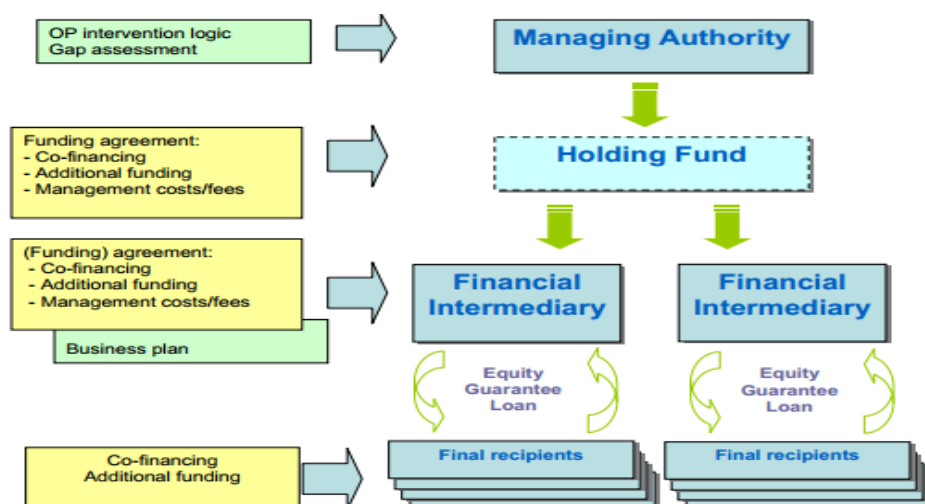 OP intervention logic
Gap assessment
Managing Authority
Funding agreement:
- Co-financing
- Additional funding
- Management costs/fees
Holding Fund
(Funding) agreement:
- Co-financing
- Additional funding
- Management costs/fees
Business plan
Financial
Intermediary
Financial
Intermediary
Equity
Guarantee
Loan
Equity
Guarantee
Loan
Co-financing
Additional funding
Final recipients
Final recipients